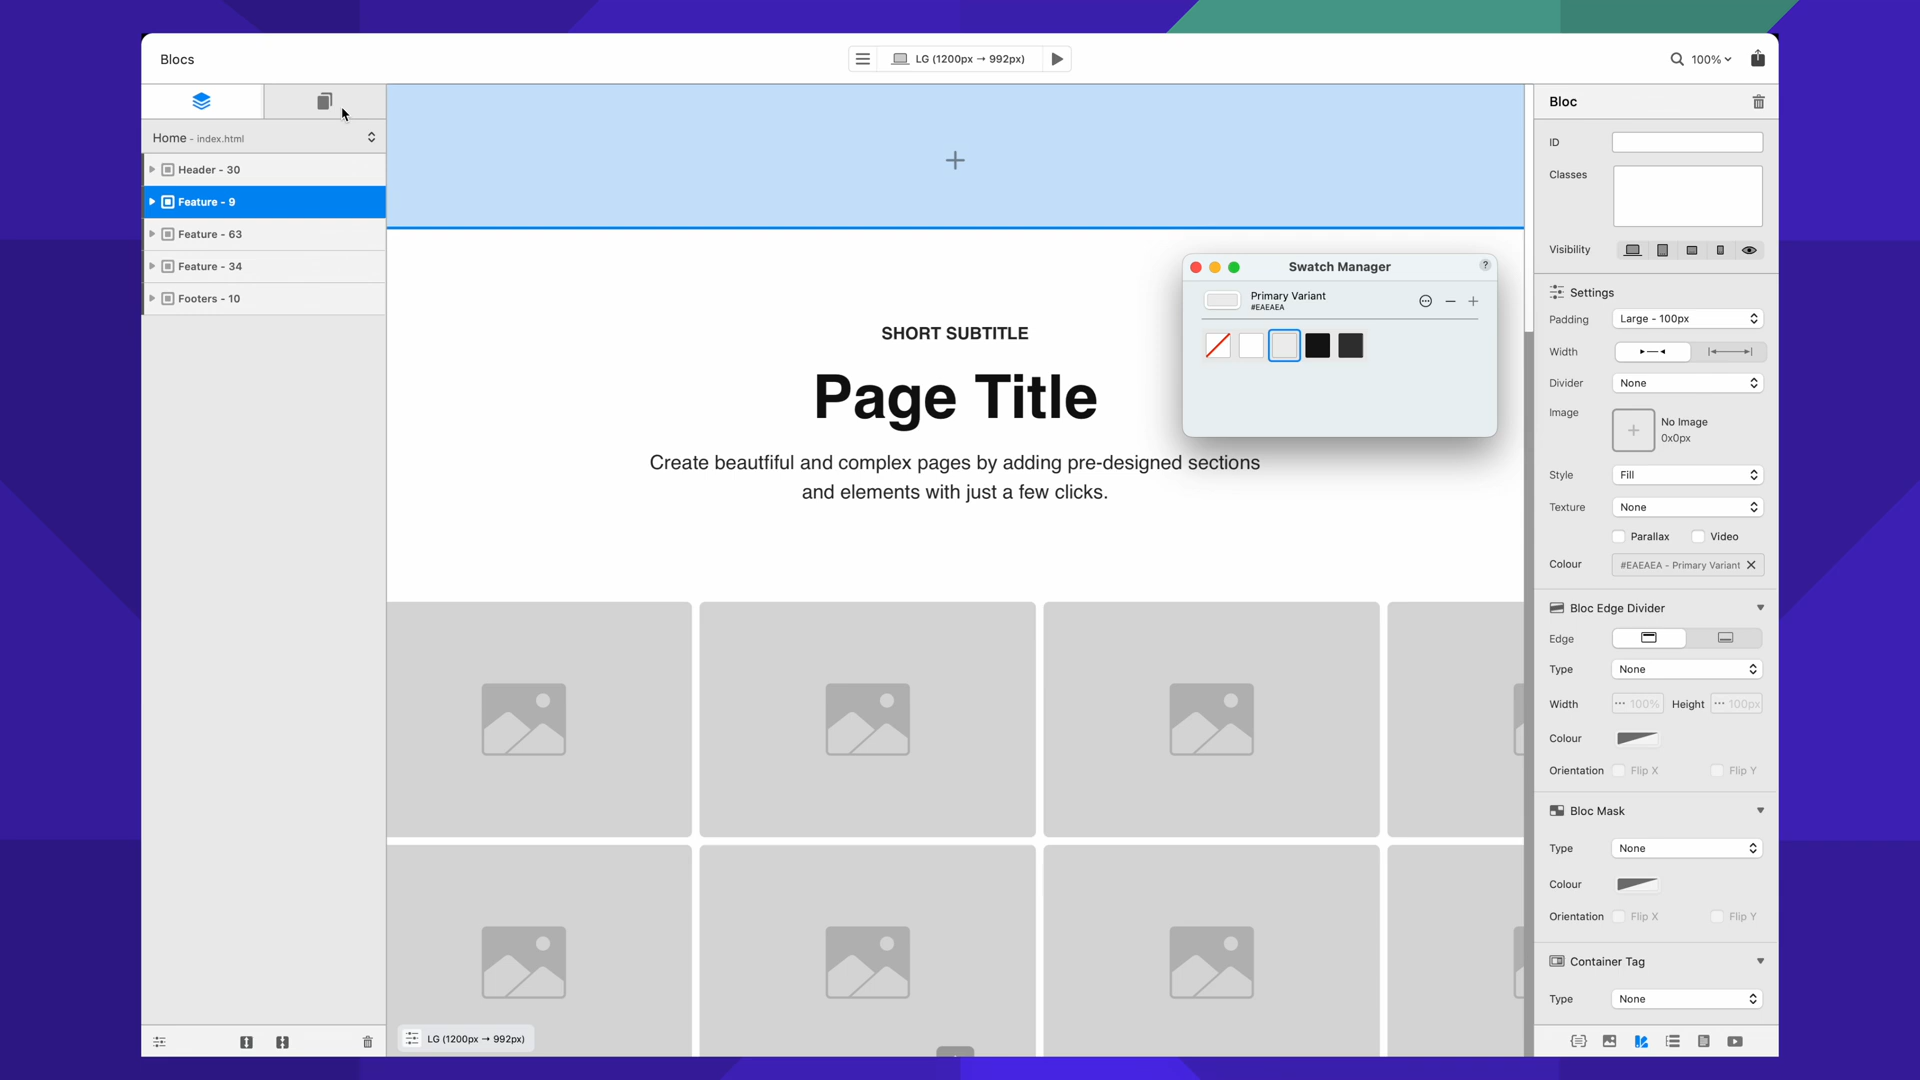 Blocs
LG (1200px → 992px)
100%
Home - index.html
Header - 30
Feature - 9
Feature - 63
Feature - 34
Footers - 10
SHORT SUBTITLE
Page Title
Create beautfiful and complex pages by adding pre-designed sections
and elements with just a few clicks.
LG (1200px → 992px)
Swatch Manager
?
Primary Variant
#EAEAEA
Bloc
ID
Classes
Visibility
Settings
Padding Large - 100px
Width
Divider None
Image
No Image
0x0px
Style Fill
Texture None
Parallax Video
Colour #EAEAEA - Primary Variant
Bloc Edge Divider
Edge
Type None
Width 100% Height 100px
Colour
Orientation Flip X Flip Y
Bloc Mask
Type None
Colour
Orientation Flip X Flip Y
Container Tag
Type None